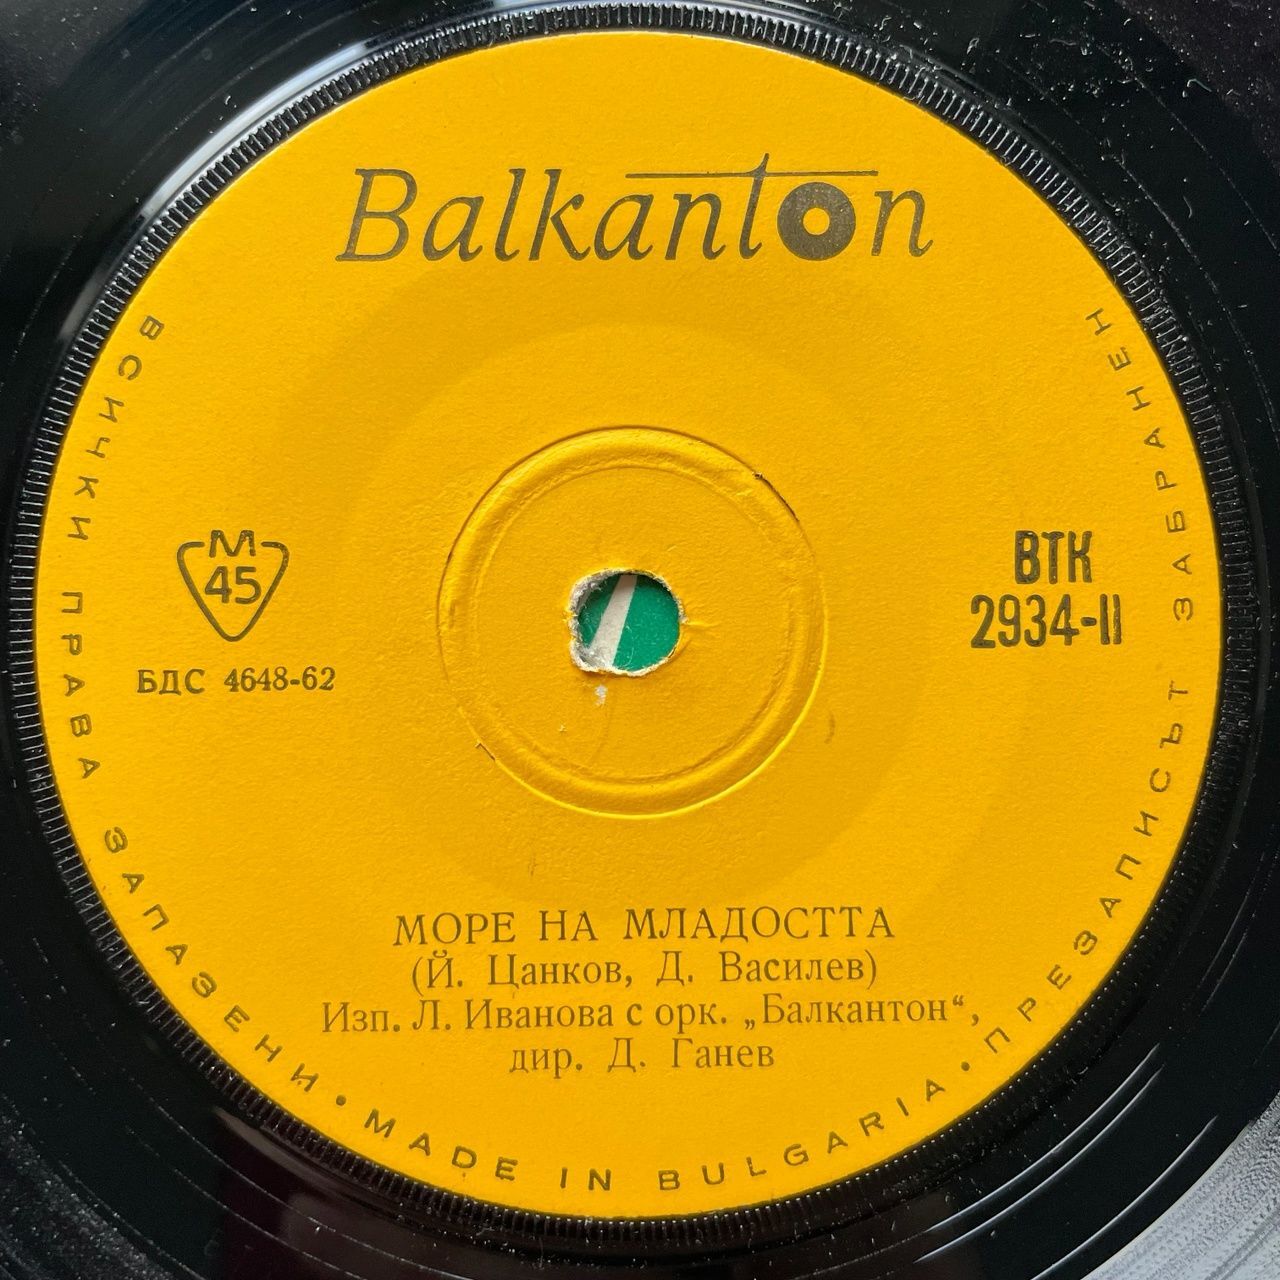 Balkanton
М
45
БДС 4648-62
ВТК
2934-II
МОРЕ НА МЛАДОСТТА
(Й. Цанков, Д. Василев)
Изп. Л. Иванова с орк. „Балкантон“,
дир. Д. Ганев
ВСИЧКИ ПРАВА ЗАПАЗЕНИ • MADE IN BULGARIA • ПРЕЗАПИСЪТ ЗАБРАНЕН